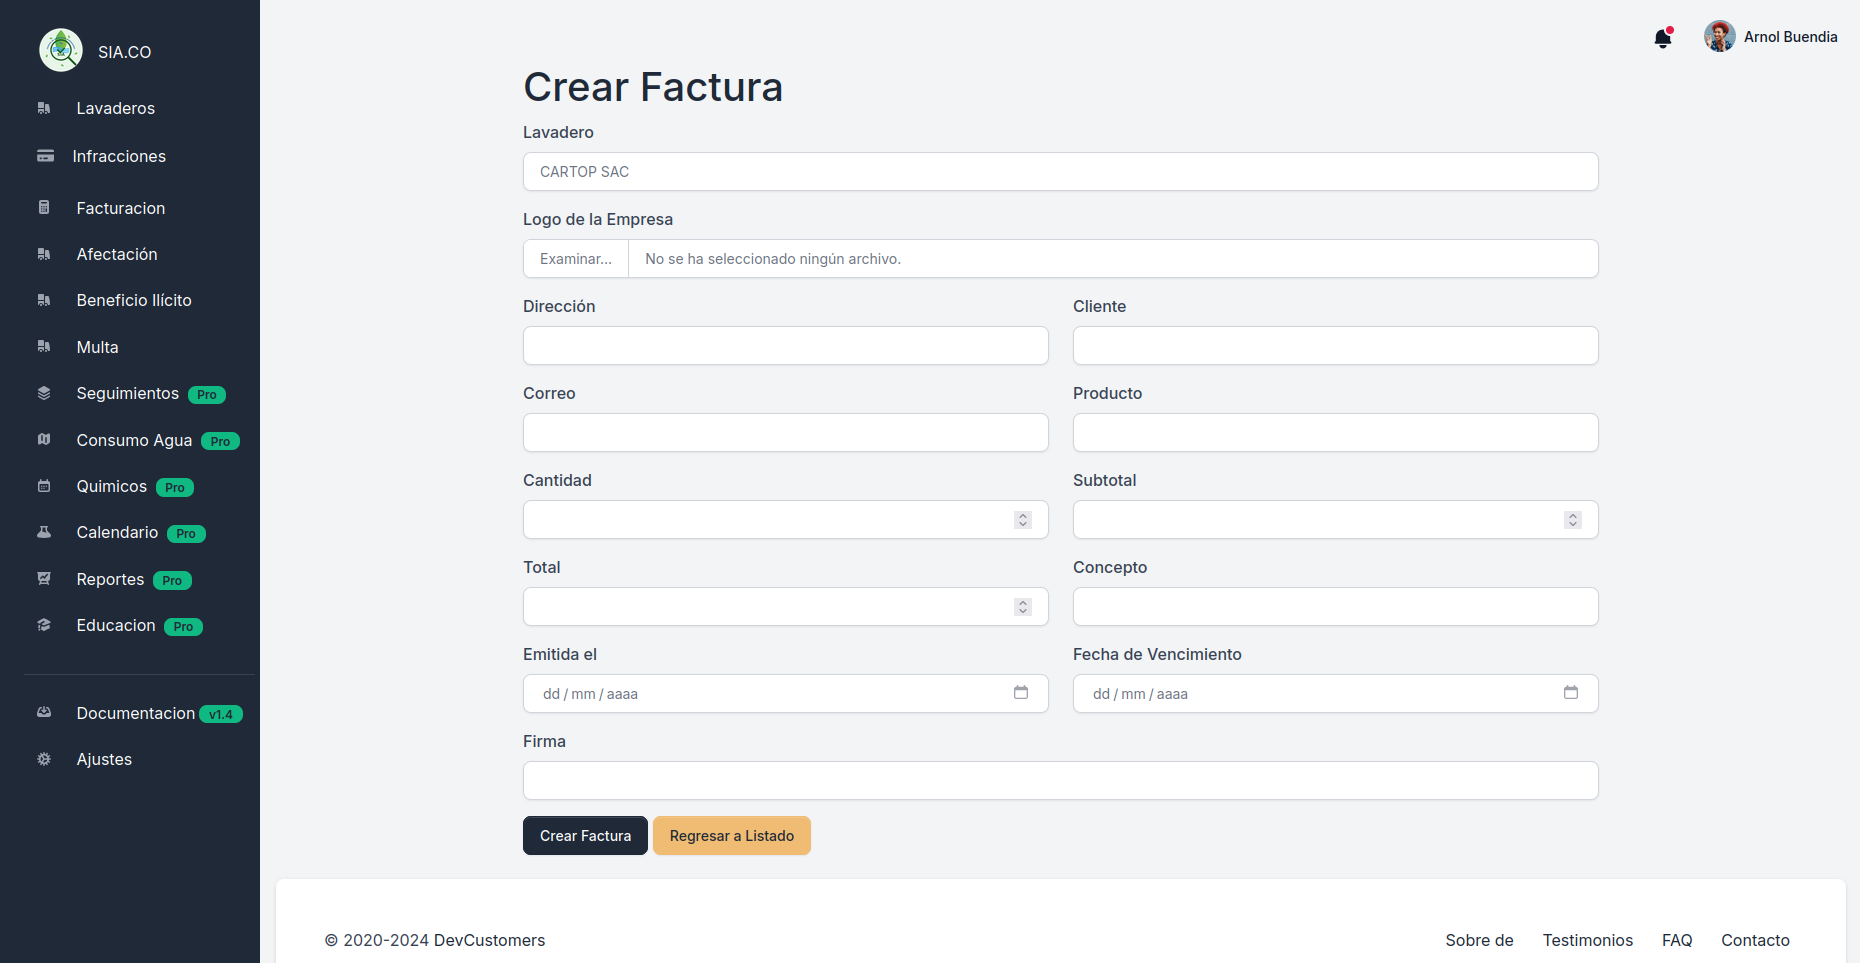 SIA.CO
Lavaderos
Infracciones
Facturacion
Afectación
Beneficio Ilícito
Multa
Seguimientos Pro
Consumo Agua Pro
Quimicos Pro
Calendario Pro
Reportes Pro
Educacion Pro
Documentacion v1.4
Ajustes
Arnol Buendia
Crear Factura
Lavadero
CARTOP SAC
Logo de la Empresa
Examinar... No se ha seleccionado ningún archivo.
Dirección Cliente
Correo Producto
Cantidad Subtotal
Total Concepto
Emitida el Fecha de Vencimiento
dd / mm / aaaa dd / mm / aaaa
Firma
Crear Factura Regresar a Listado
© 2020-2024 DevCustomers Sobre de Testimonios FAQ Contacto